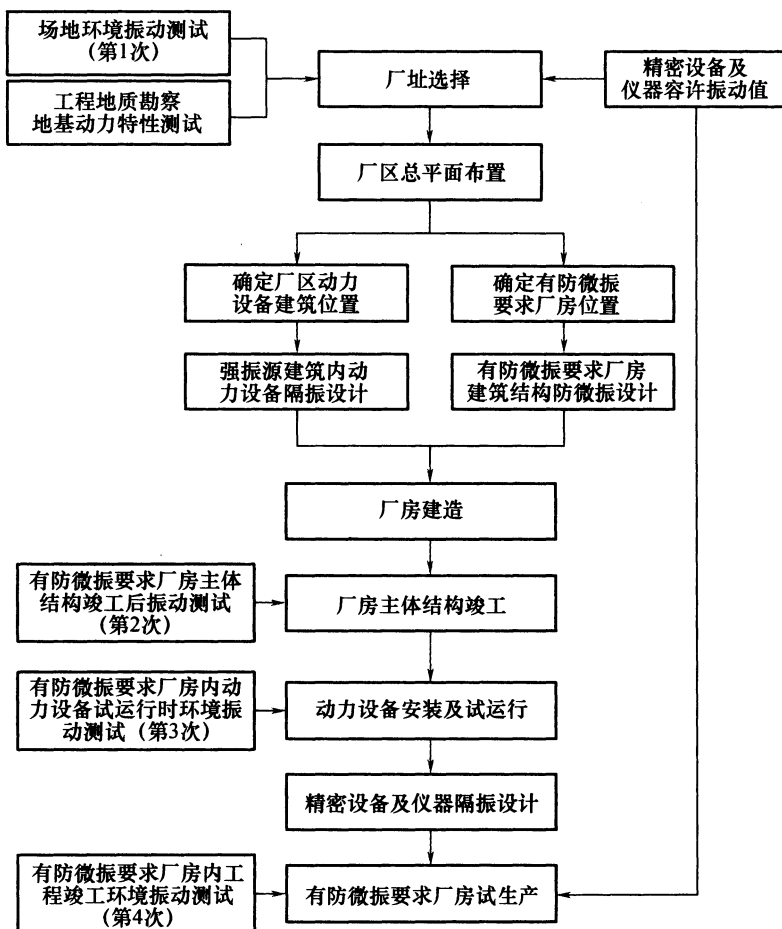 场地环境振动测试
(第1次)
工程地质勘察
地基动力特性测试
厂址选择
精密设备及
仪器容许振动值
厂区总平面布置
确定厂区动力
设备建筑位置
确定有防微振
要求厂房位置
强振源建筑内动
力设备隔振设计
有防微振要求厂房
建筑结构防微振设计
厂房建造
有防微振要求厂房主体
结构竣工后振动测试
(第2次)
厂房主体结构竣工
有防微振要求厂房内动
力设备试运行时环境振
动测试（第3次）
动力设备安装及试运行
精密设备及仪器隔振设计
有防微振要求厂房内工
程竣工环境振动测试
(第4次)
有防微振要求厂房试生产